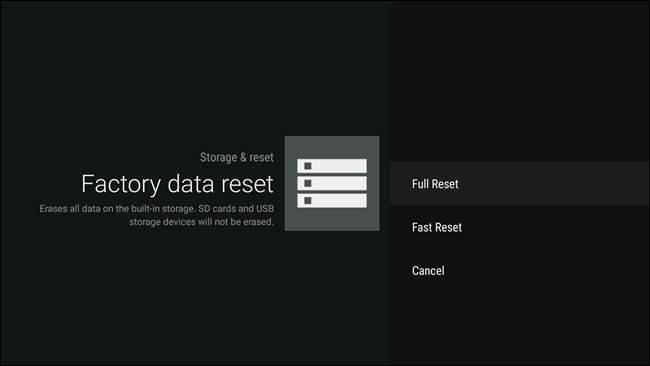 Storage & reset
Factory data reset
Erases all data on the built-in storage. SD cards and USB
storage devices will not be erased.
Full Reset
Fast Reset
Cancel